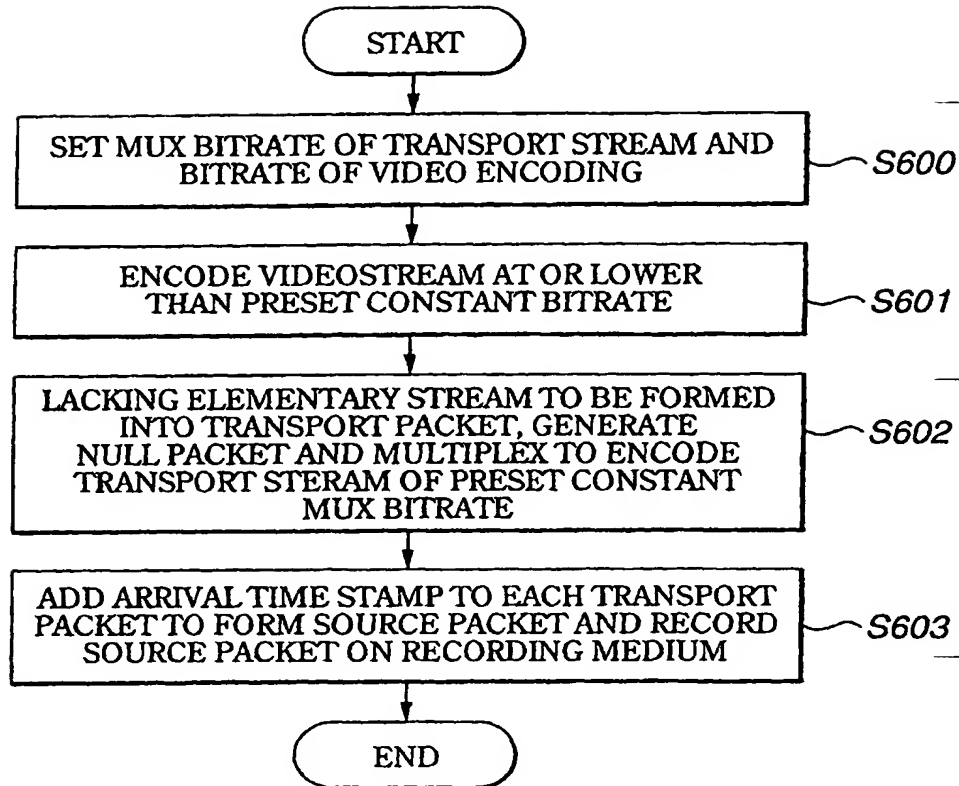 START
SET MUX BITRATE OF TRANSPORT STREAM AND
BITRATE OF VIDEO ENCODING
S600
ENCODE VIDEOSTREAM AT OR LOWER
THAN PRESET CONSTANT BITRATE
S601
LACKING ELEMENTARY STREAM TO BE FORMED
INTO TRANSPORT PACKET, GENERATE
NULL PACKET AND MULTIPLEX TO ENCODE
TRANSPORT STERAM OF PRESET CONSTANT
MUX BITRATE
S602
ADD ARRIVAL TIME STAMP TO EACH TRANSPORT
PACKET TO FORM SOURCE PACKET AND RECORD
SOURCE PACKET ON RECORDING MEDIUM
S603
END